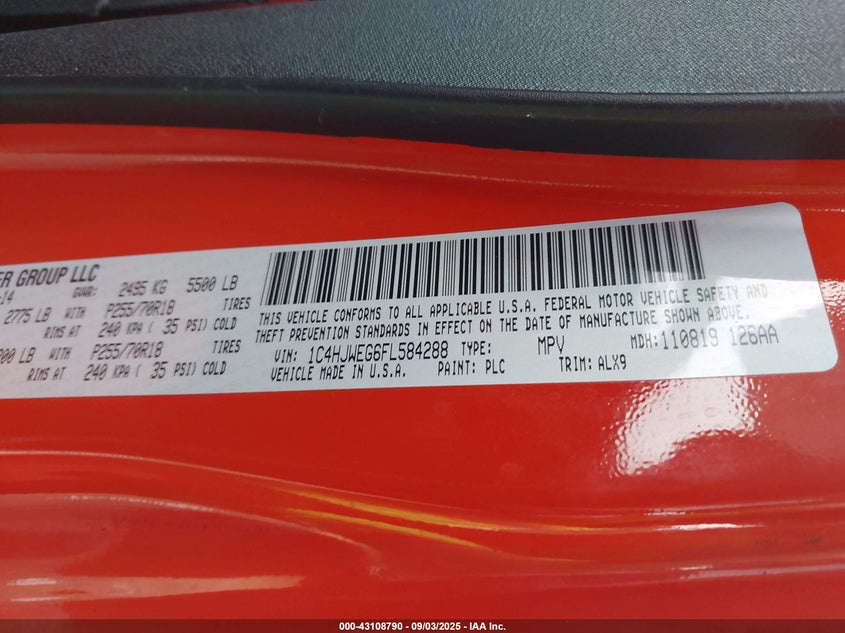 ER GROUP LLC
-14 GVWR: 2495 KG 5500 LB
2775 LB WITH P255/70R18 TIRES
RIMS AT 240 KPA ( 35 PSI) COLD
00 LB WITH P255/70R18 TIRES
RIMS AT 240 KPA ( 35 PSI) COLD
THIS VEHICLE CONFORMS TO ALL APPLICABLE U.S.A. FEDERAL MOTOR VEHICLE SAFETY AND
THEFT PREVENTION STANDARDS IN EFFECT ON THE DATE OF MANUFACTURE SHOWN ABOVE.
VIN: 1C4HJWEG6FL584288 TYPE: MPV MDH: 110819 126AA
VEHICLE MADE IN U.S.A. PAINT: PLC TRIM: ALX9
000-43108790 - 09/03/2025 - IAA Inc.